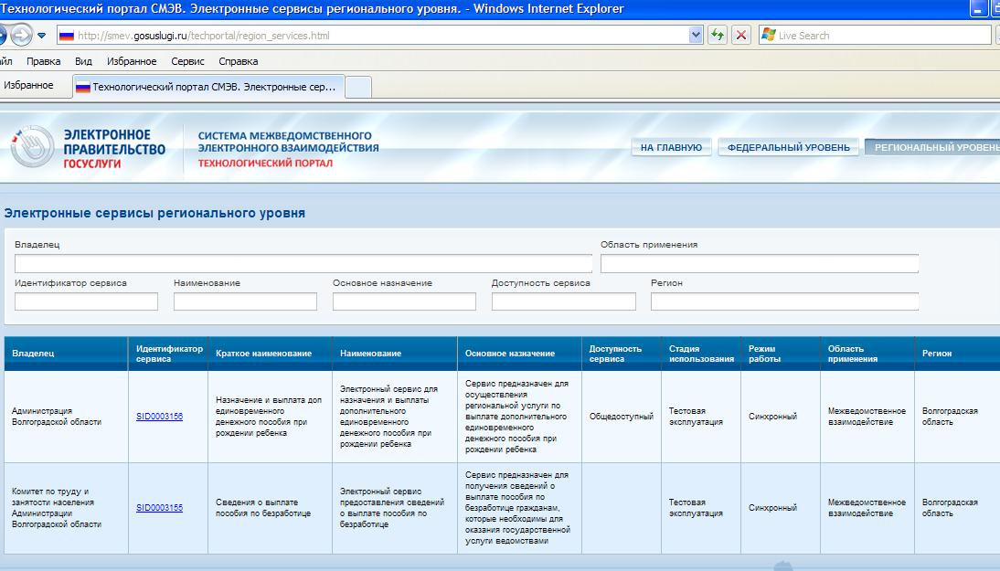 Технологический портал СМЭВ. Электронные сервисы регионального уровня. - Windows Internet Explorer
http://smev.gosuslugi.ru/techportal/region_services.html
Live Search
йл Правка Вид Избранное Сервис Справка
Избранное
Технологический портал СМЭВ. Электронные сер...
ЭЛЕКТРОННОЕ
ПРАВИТЕЛЬСТВО
ГОСУСЛУГИ
СИСТЕМА МЕЖВЕДОМСТВЕННОГО
ЭЛЕКТРОННОГО ВЗАИМОДЕЙСТВИЯ
ТЕХНОЛОГИЧЕСКИЙ ПОРТАЛ
НА ГЛАВНУЮ ФЕДЕРАЛЬНЫЙ УРОВЕНЬ РЕГИОНАЛЬНЫЙ УРОВЕНЬ
Электронные сервисы регионального уровня
Владелец Область применения
Идентификатор сервиса Наименование Основное назначение Доступность сервиса Регион
Владелец
Идентификатор
сервиса
Краткое наименование
Наименование
Основное назначение
Доступность
сервиса
Стадия
использования
Режим
работы
Область
применения
Регион
Администрация
Волгоградской области
SID0003156
Назначение и выплата доп
единовременного
денежного пособия при
рождении ребенка
Электронный сервис для
назначения и выплаты
дополнительного
единовременного
денежного пособия при
рождении ребенка
Сервис предназначен для
осуществления
региональной услуги по
выплате дополнительного
единовременного
денежного пособия при
рождении ребенка
Общедоступный
Тестовая
эксплуатация
Синхронный
Межведомственное
взаимодействие
Волгоградская
область
Комитет по труду и
занятости населения
Администрации
Волгоградской области
SID0003155
Сведения о выплате
пособия по безработице
Электронный сервис
предоставления сведений
о выплате пособия по
безработице
Сервис предназначен для
получения сведений о
выплате пособия по
безработице гражданам,
которые необходимы для
оказания государственной
услуги ведомствами
Тестовая
эксплуатация
Синхронный
Межведомственное
взаимодействие
Волгоградская
область